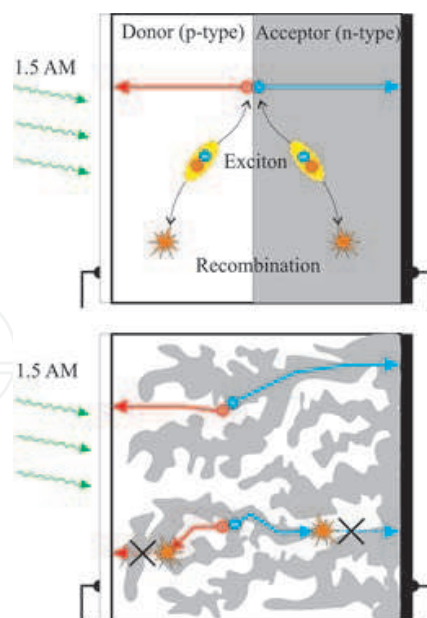 Donor (p-type) Acceptor (n-type)
1.5 AM
Exciton
Recombination
1.5 AM